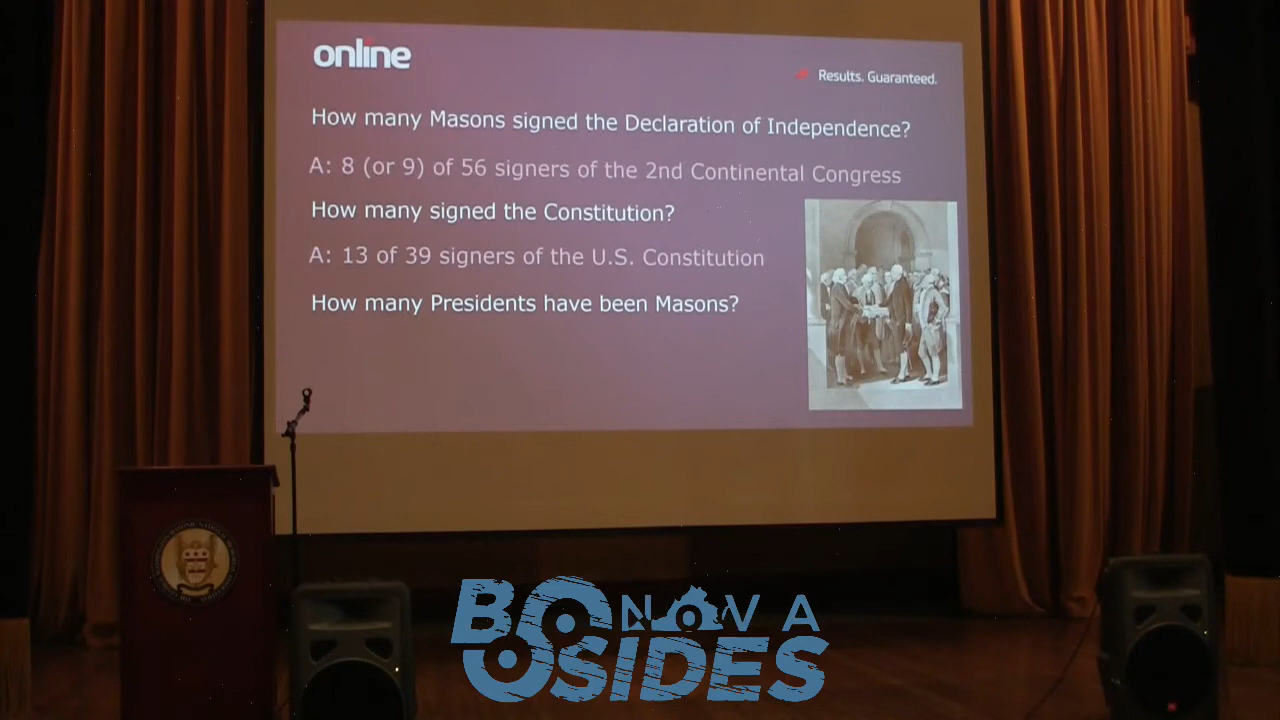 online
Results. Guaranteed.
How many Masons signed the Declaration of Independence?
A: 8 (or 9) of 56 signers of the 2nd Continental Congress
How many signed the Constitution?
A: 13 of 39 signers of the U.S. Constitution
How many Presidents have been Masons?
NOVA
BSIDES